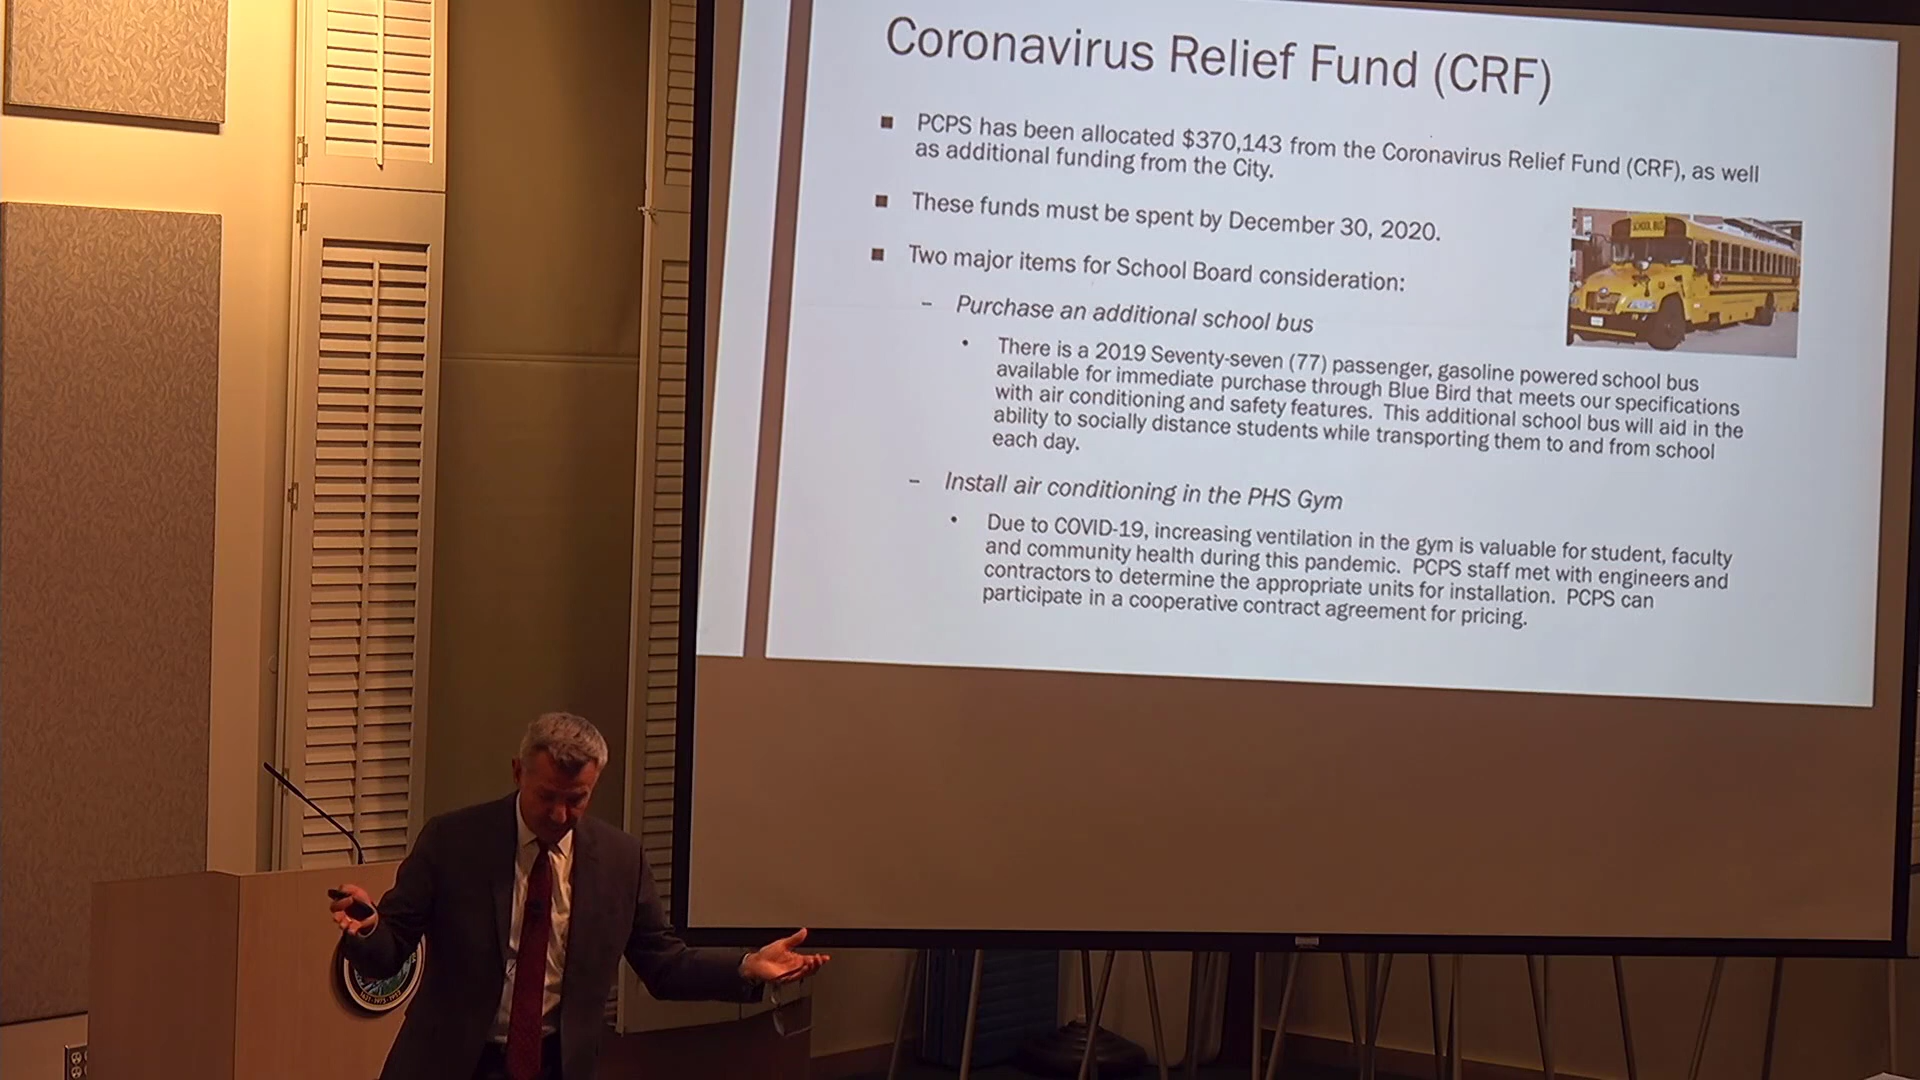 Coronavirus Relief Fund (CRF)
■ PCPS has been allocated $370,143 from the Coronavirus Relief Fund (CRF), as well
as additional funding from the City.
■ These funds must be spent by December 30, 2020.
■ Two major items for School Board consideration:
– Purchase an additional school bus
• There is a 2019 Seventy-seven (77) passenger, gasoline powered school bus
available for immediate purchase through Blue Bird that meets our specifications
with air conditioning and safety features. This additional school bus will aid in the
ability to socially distance students while transporting them to and from school
each day.
– Install air conditioning in the PHS Gym
• Due to COVID-19, increasing ventilation in the gym is valuable for student, faculty
and community health during this pandemic. PCPS staff met with engineers and
contractors to determine the appropriate units for installation. PCPS can
participate in a cooperative contract agreement for pricing.
SCHOOL BUS